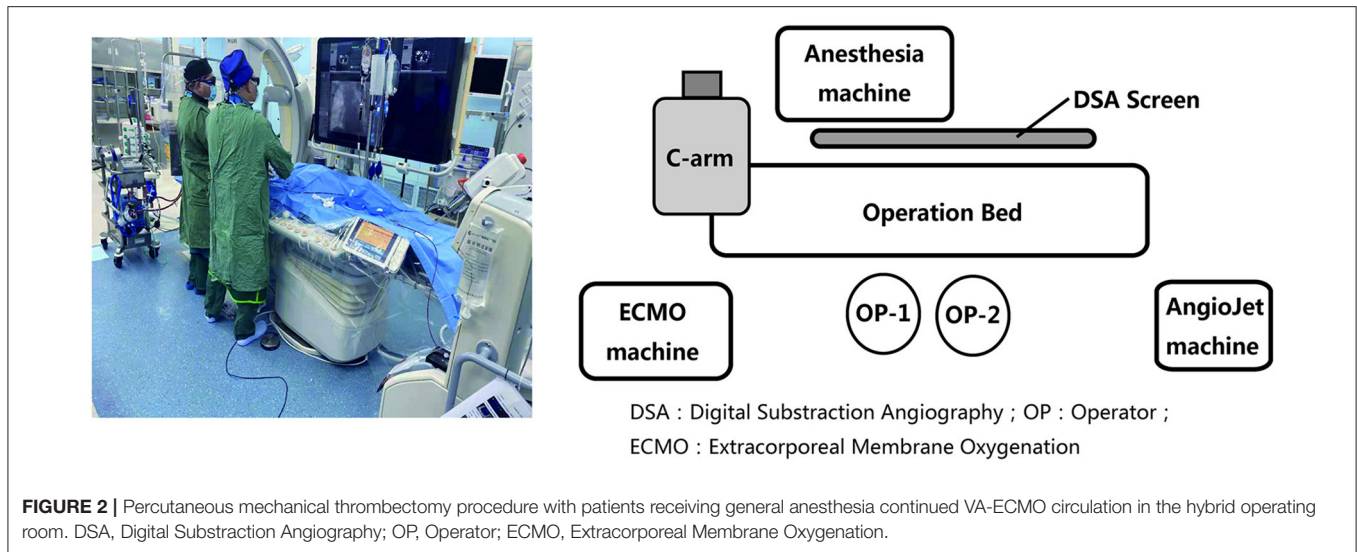 Anesthesia
machine
DSA Screen
C-arm
Operation Bed
ECMO
machine
OP-1
OP-2
AngioJet
machine
DSA : Digital Substraction Angiography ; OP : Operator ;
ECMO : Extracorporeal Membrane Oxygenation
FIGURE 2 | Percutaneous mechanical thrombectomy procedure with patients receiving general anesthesia continued VA-ECMO circulation in the hybrid operating
room. DSA, Digital Substraction Angiography; OP, Operator; ECMO, Extracorporeal Membrane Oxygenation.